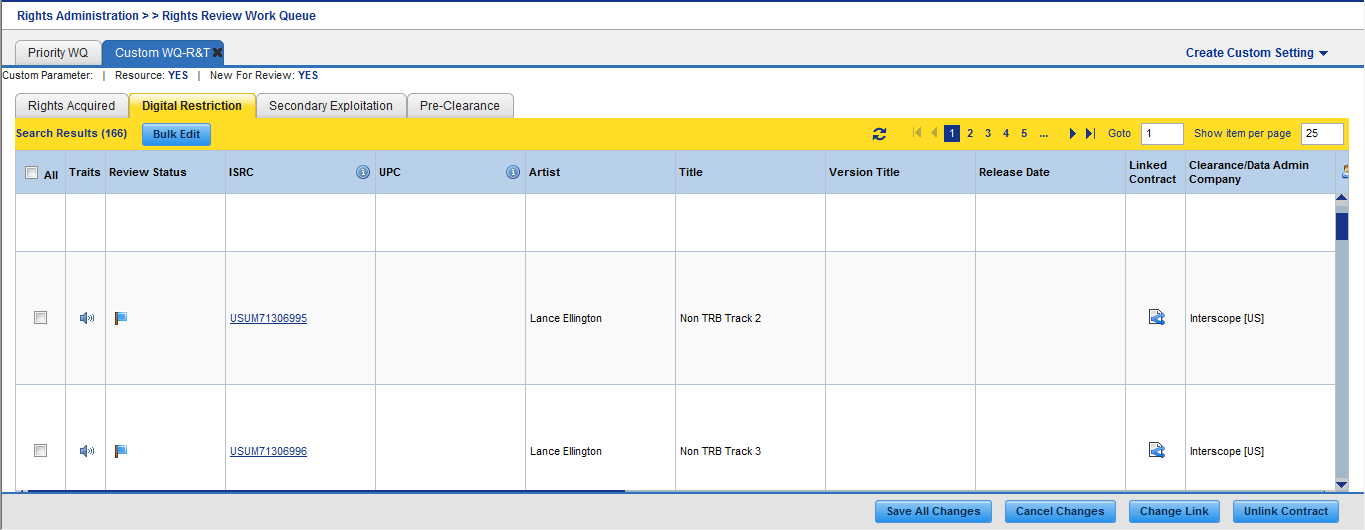 Rights Administration > > Rights Review Work Queue
Priority WQ Custom WQ-R&T Create Custom Setting
Custom Parameter: | Resource: YES | New For Review: YES
Rights Acquired Digital Restriction Secondary Exploitation Pre-Clearance
Search Results (166) Bulk Edit 1 2 3 4 5 ... Goto 1 Show item per page 25
All Traits Review Status ISRC UPC Artist Title Version Title Release Date Linked Contract Clearance/Data Admin Company
USUM71306995 Lance Ellington Non TRB Track 2 Interscope [US]
USUM71306996 Lance Ellington Non TRB Track 3 Interscope [US]
Save All Changes Cancel Changes Change Link Unlink Contract